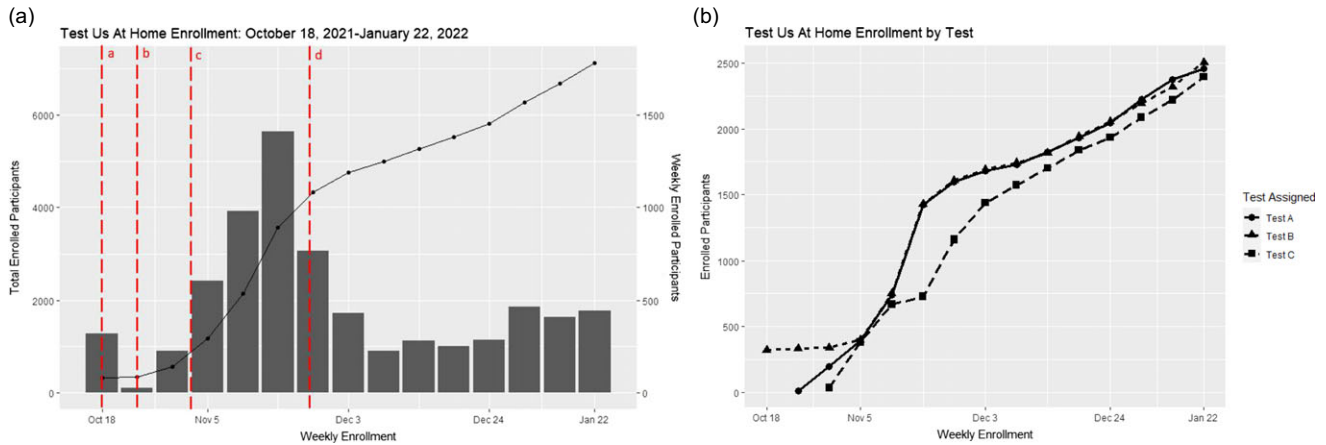 (a)
Test Us At Home Enrollment: October 18, 2021-January 22, 2022
a
b
c
d
6000
4000
2000
0
Total Enrolled Participants
1500
1000
500
0
Weekly Enrolled Participants
Oct 18
Nov 5
Dec 3
Dec 24
Jan 22
Weekly Enrollment
(b)
Test Us At Home Enrollment by Test
2500
2000
1500
1000
500
0
Enrolled Participants
Oct 18
Nov 5
Dec 3
Dec 24
Jan 22
Weekly Enrollment
Test Assigned
Test A
Test B
Test C